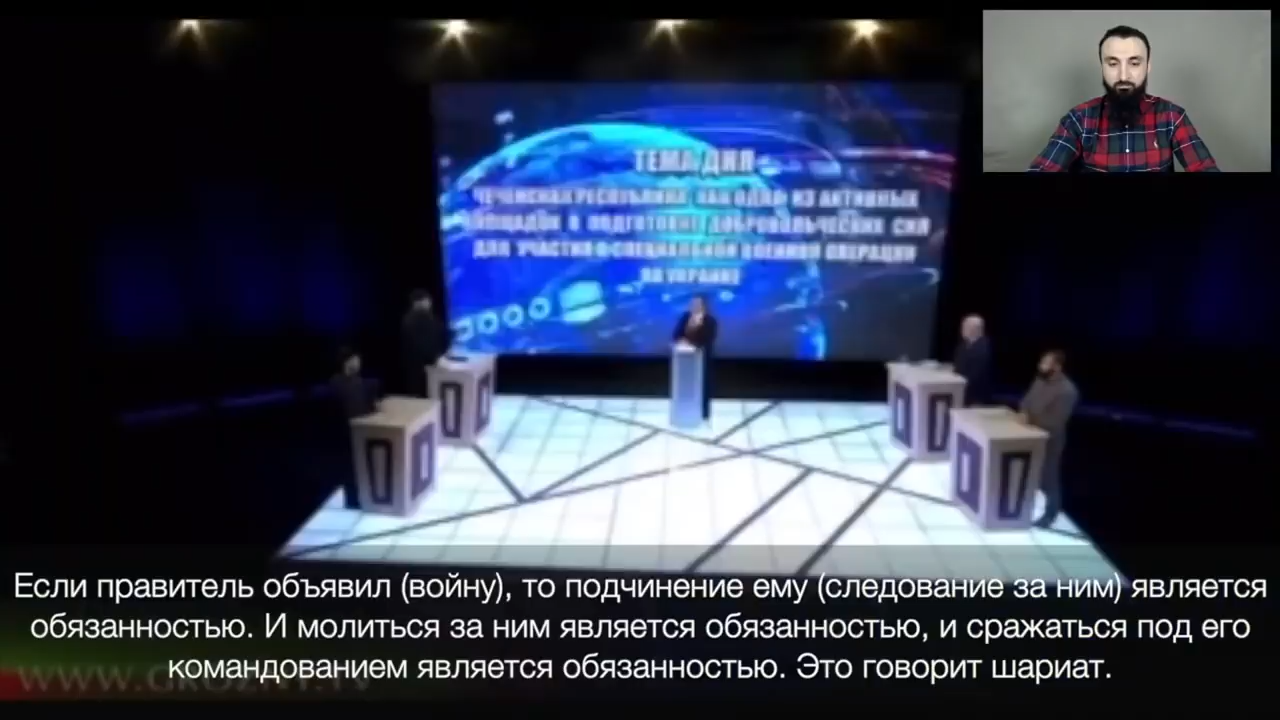 ТЕМА ДНЯ
ЧЕЧЕНСКАЯ РЕСПУБЛИКА КАК ОДНА ИЗ АКТИВНЫХ
ПЛОЩАДОК В ПОДГОТОВКЕ ДОБРОВОЛЬЧЕСКИХ СИЛ
ДЛЯ УЧАСТИЯ В СПЕЦИАЛЬНОЙ ВОЕННОЙ ОПЕРАЦИИ
НА УКРАИНЕ
Если правитель объявил (войну), то подчинение ему (следование за ним) является
обязанностью. И молиться за ним является обязанностью, и сражаться под его
командованием является обязанностью. Это говорит шариат.